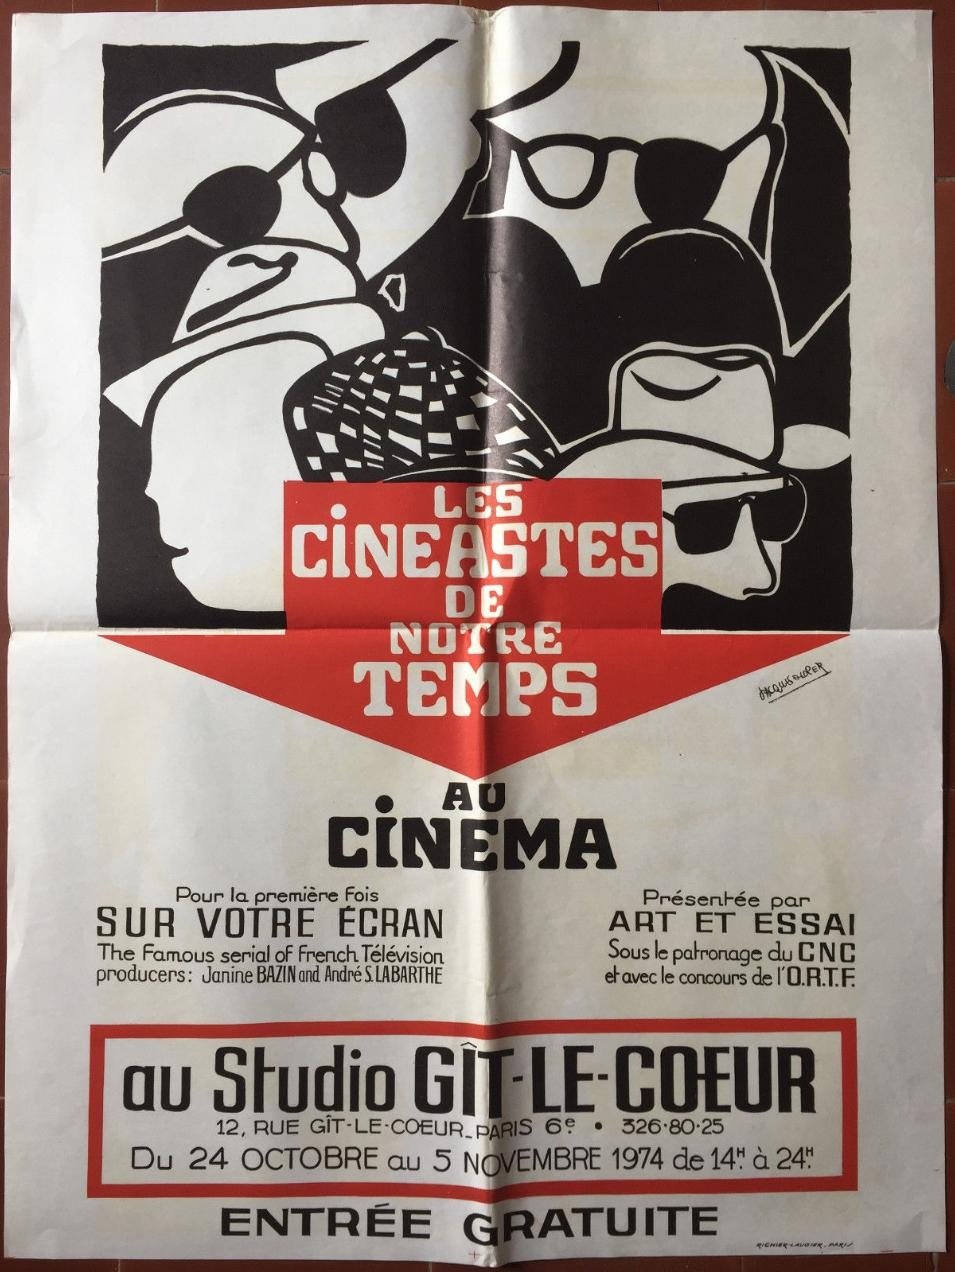 LES
CiNEASTES
DE
NOTRE
TEMPS
AU
CiNEMA
Pour la première fois
SUR VOTRE ÉCRAN
The Famous serial of French Télévision
producers: Janine BAZIN and André S. LABARTHE
Présentée par
ART ET ESSAI
Sous le patronage du CNC
et avec le concours de l'O.R.T.F.
au Studio GÎT-LE-COEUR
12, RUE GÎT-LE-COEUR_PARIS 6e • 326·80·25
Du 24 OCTOBRE au 5 NOVEMBRE 1974 de 14H. à 24H.
ENTRÉE GRATUITE
RICHIER-LAUGIER_PARIS